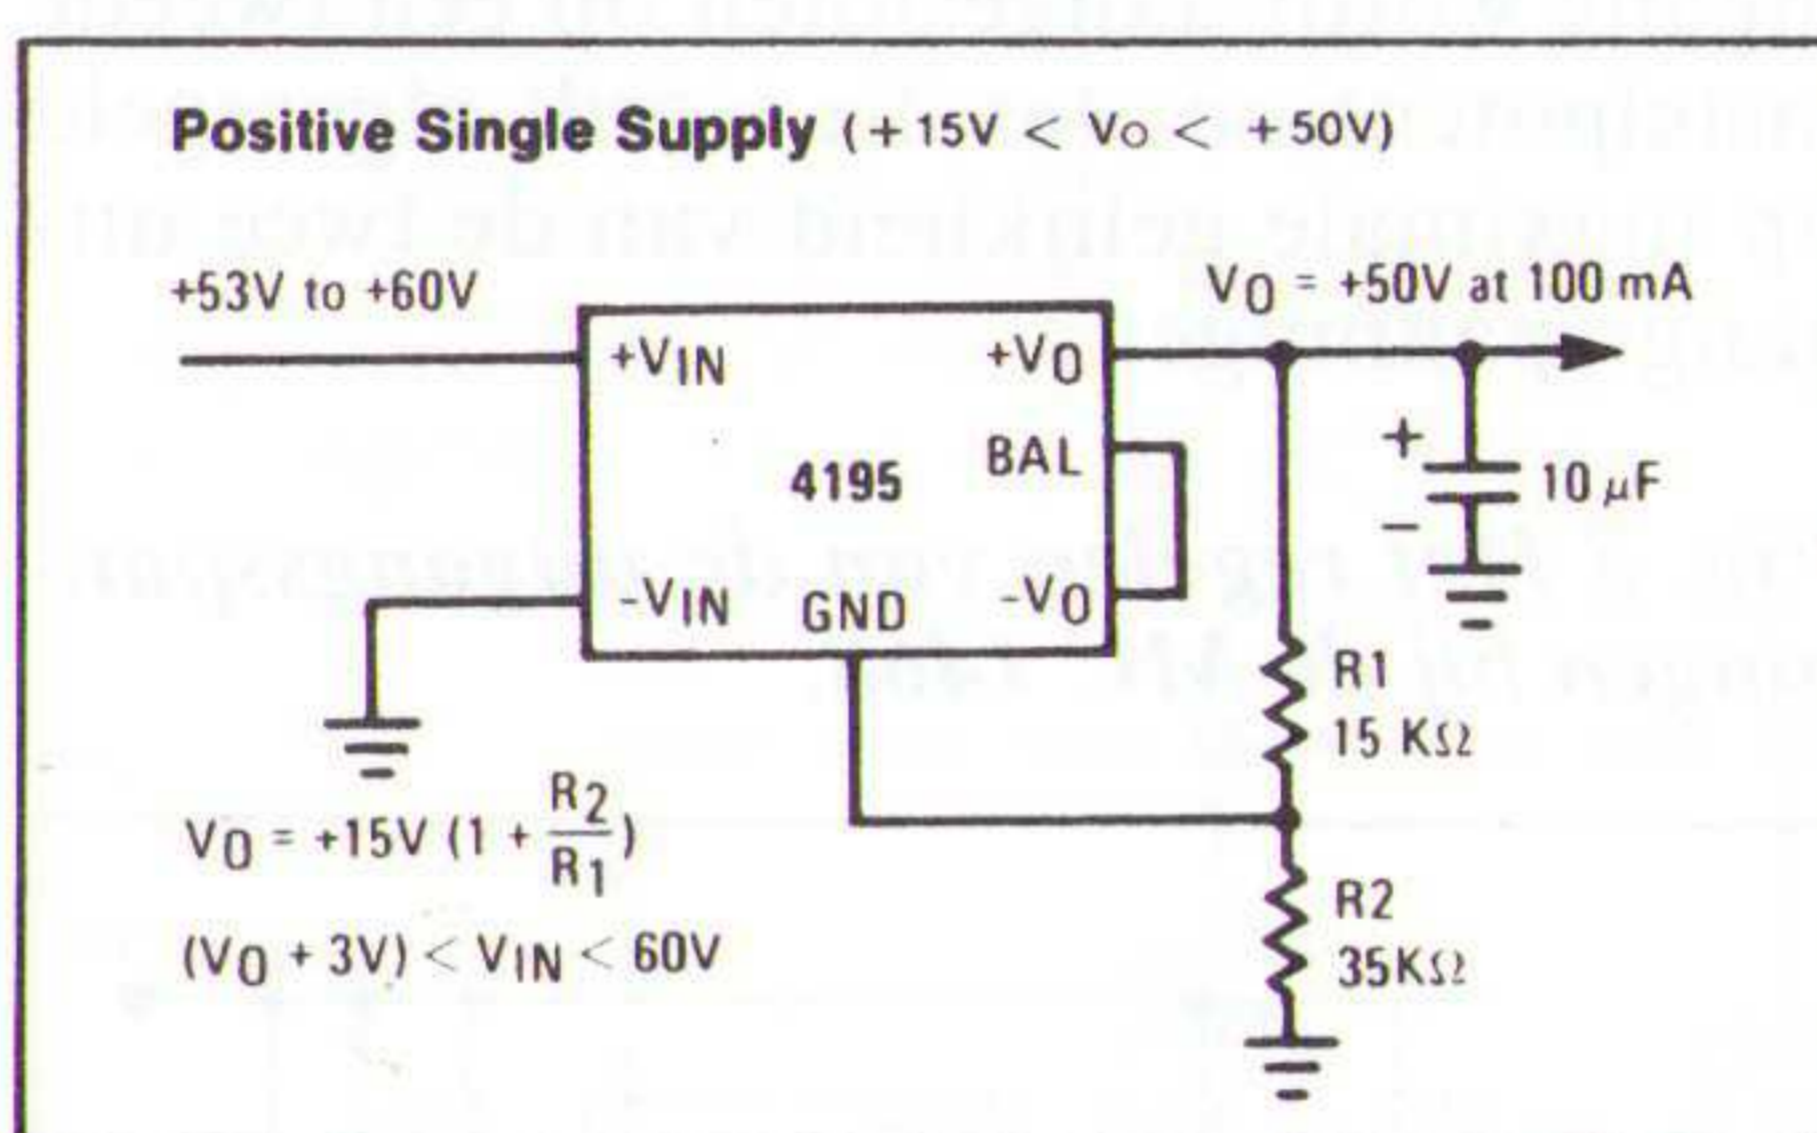 Positive Single Supply (+15V < VO < +50V)
+53V to +60V
VO = +50V at 100 mA
+VIN
+VO
BAL
4195
+
10 µF
−
-VIN
GND
-VO
R1
15 KΩ
VO = +15V (1 + R2/R1)
R2
35KΩ
(VO + 3V) < VIN < 60V